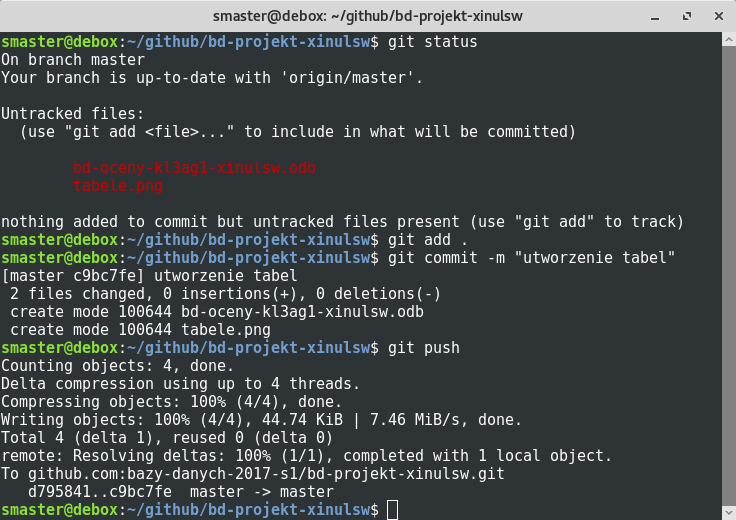 smaster@debox: ~/github/bd-projekt-xinulsw
smaster@debox:~/github/bd-projekt-xinulsw$ git status
On branch master
Your branch is up-to-date with 'origin/master'.
Untracked files:
  (use "git add <file>..." to include in what will be committed)
        bd-oceny-kl3ag1-xinulsw.odb
        tabele.png
nothing added to commit but untracked files present (use "git add" to track)
smaster@debox:~/github/bd-projekt-xinulsw$ git add .
smaster@debox:~/github/bd-projekt-xinulsw$ git commit -m "utworzenie tabel"
[master c9bc7fe] utworzenie tabel
 2 files changed, 0 insertions(+), 0 deletions(-)
 create mode 100644 bd-oceny-kl3ag1-xinulsw.odb
 create mode 100644 tabele.png
smaster@debox:~/github/bd-projekt-xinulsw$ git push
Counting objects: 4, done.
Delta compression using up to 4 threads.
Compressing objects: 100% (4/4), done.
Writing objects: 100% (4/4), 44.74 KiB | 7.46 MiB/s, done.
Total 4 (delta 1), reused 0 (delta 0)
remote: Resolving deltas: 100% (1/1), completed with 1 local object.
To github.com:bazy-danych-2017-s1/bd-projekt-xinulsw.git
   d795841..c9bc7fe  master -> master
smaster@debox:~/github/bd-projekt-xinulsw$